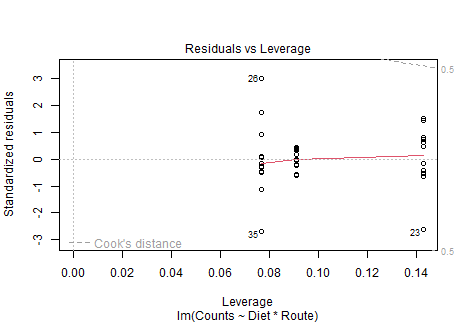 Residuals vs Leverage
Standardized residuals
3
2
1
0
-1
-2
-3
26
35
23
0.5
0.5
Cook's distance
0.00 0.02 0.04 0.06 0.08 0.10 0.12 0.14
Leverage
lm(Counts ~ Diet * Route)